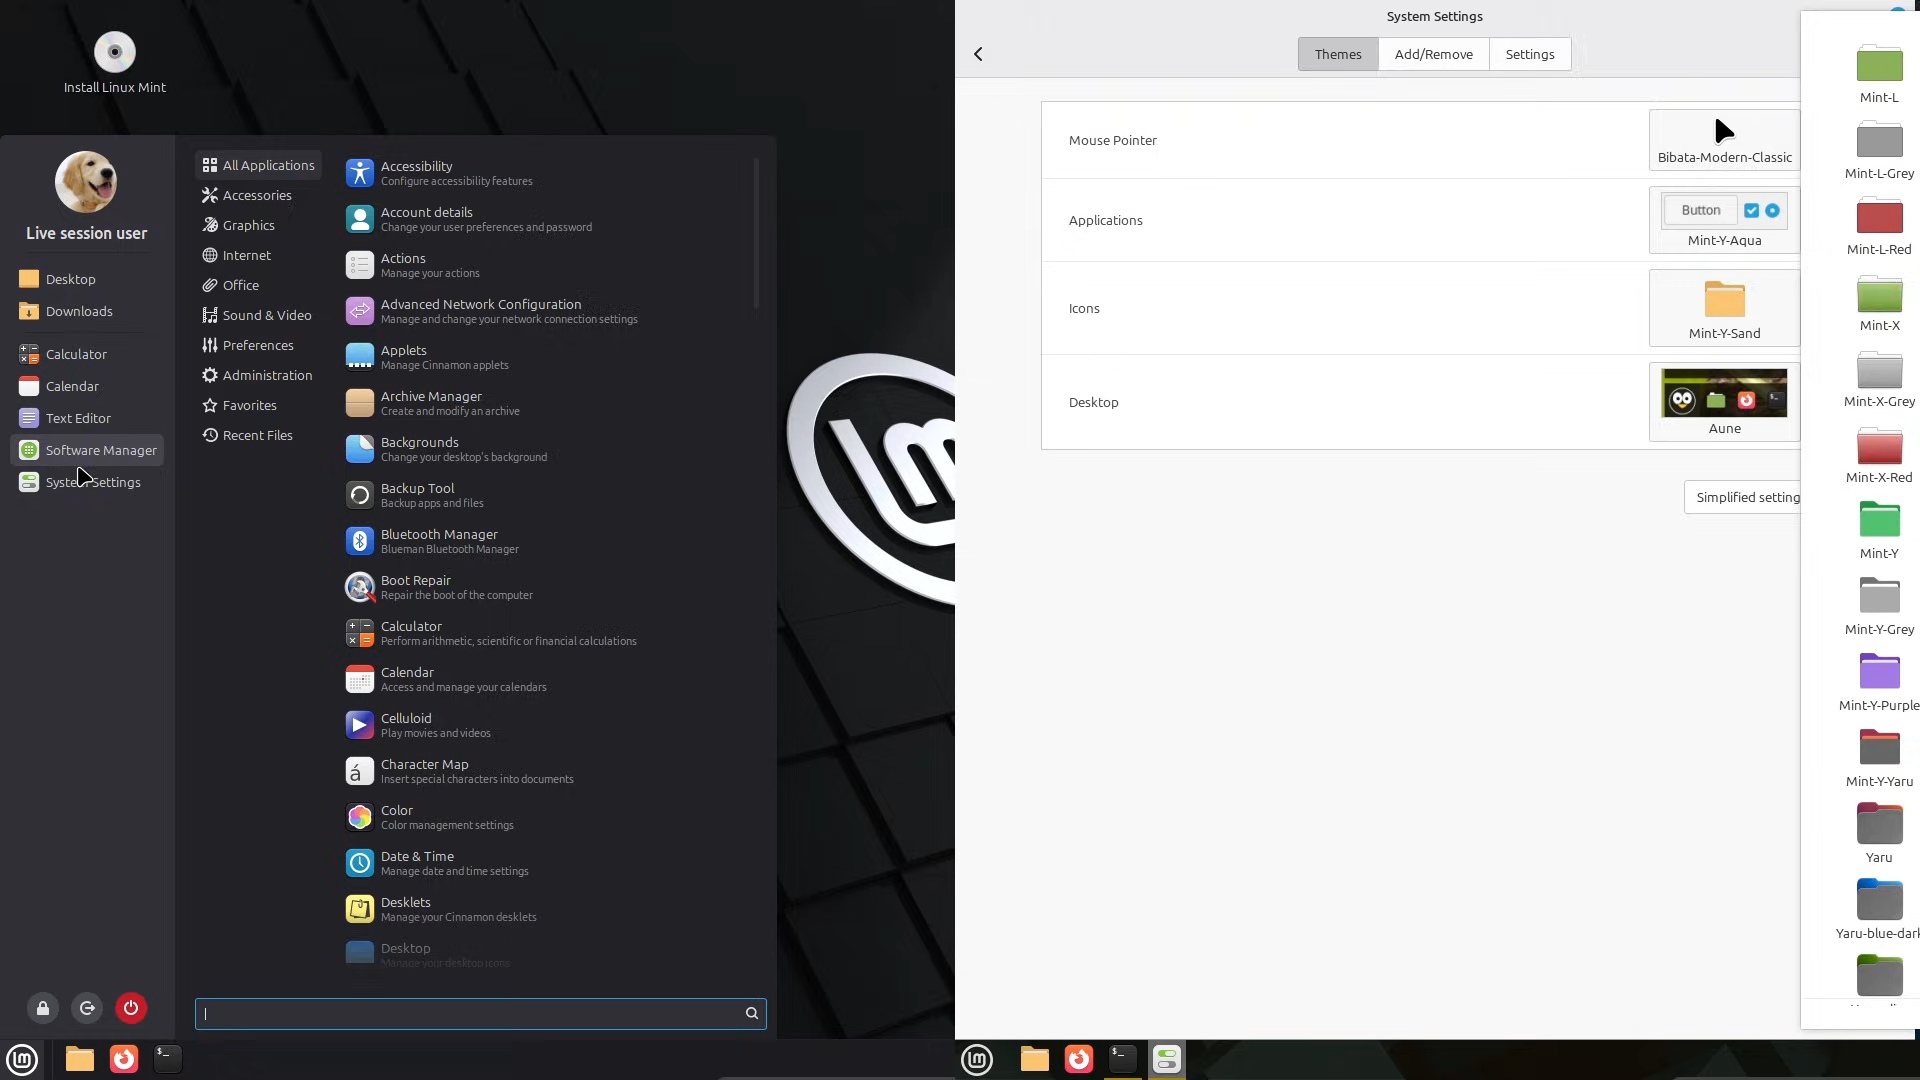 Install Linux Mint
Live session user
Desktop
Downloads
Calculator
Calendar
Text Editor
Software Manager
System Settings
All Applications
Accessories
Graphics
Internet
Office
Sound & Video
Preferences
Administration
Favorites
Recent Files
Accessibility
Configure accessibility features
Account details
Change your user preferences and password
Actions
Manage your actions
Advanced Network Configuration
Manage and change your network connection settings
Applets
Manage Cinnamon applets
Archive Manager
Create and modify an archive
Backgrounds
Change your desktop's background
Backup Tool
Backup apps and files
Bluetooth Manager
Blueman Bluetooth Manager
Boot Repair
Repair the boot of the computer
Calculator
Perform arithmetic, scientific or financial calculations
Calendar
Access and manage your calendars
Celluloid
Play movies and videos
Character Map
Insert special characters into documents
Color
Color management settings
Date & Time
Manage date and time settings
Desklets
Manage your Cinnamon desklets
Desktop
Manage your desktop icons
System Settings
Themes
Add/Remove
Settings
Mouse Pointer
Bibata-Modern-Classic
Applications
Button
Mint-Y-Aqua
Icons
Mint-Y-Sand
Desktop
Aune
Simplified setting
Mint-L
Mint-L-Grey
Mint-L-Red
Mint-X
Mint-X-Grey
Mint-X-Red
Mint-Y
Mint-Y-Grey
Mint-Y-Purple
Mint-Y-Yaru
Yaru
Yaru-blue-dark